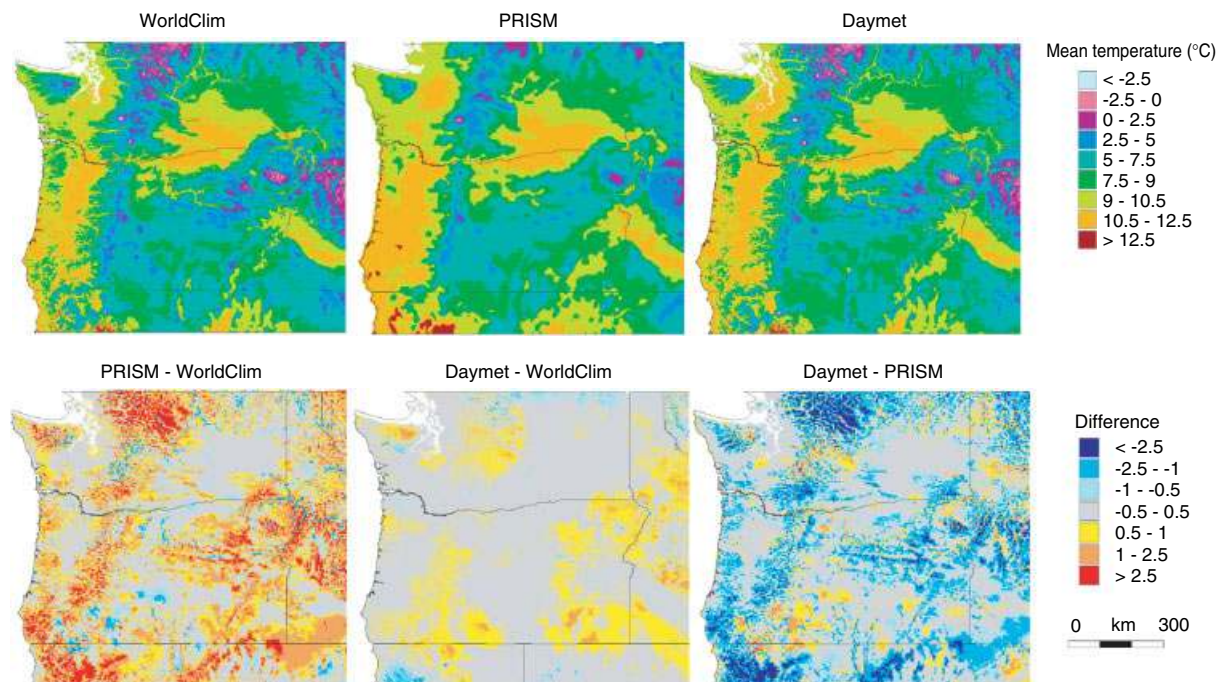 WorldClim
PRISM
Daymet
Mean temperature (°C)
< -2.5
-2.5 - 0
0 - 2.5
2.5 - 5
5 - 7.5
7.5 - 9
9 - 10.5
10.5 - 12.5
> 12.5
PRISM - WorldClim
Daymet - WorldClim
Daymet - PRISM
Difference
< -2.5
-2.5 - -1
-1 - -0.5
-0.5 - 0.5
0.5 - 1
1 - 2.5
> 2.5
0 km 300